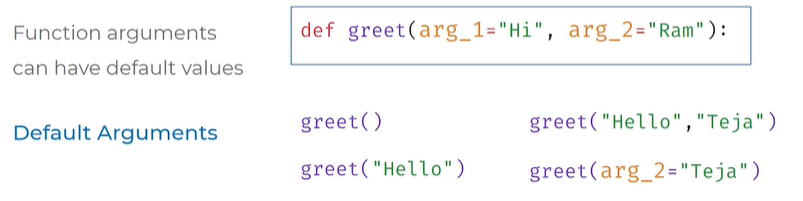 Function arguments
can have default values
def greet(arg_1="Hi", arg_2="Ram"):
Default Arguments
greet()
greet("Hello","Teja")
greet("Hello")
greet(arg_2="Teja")